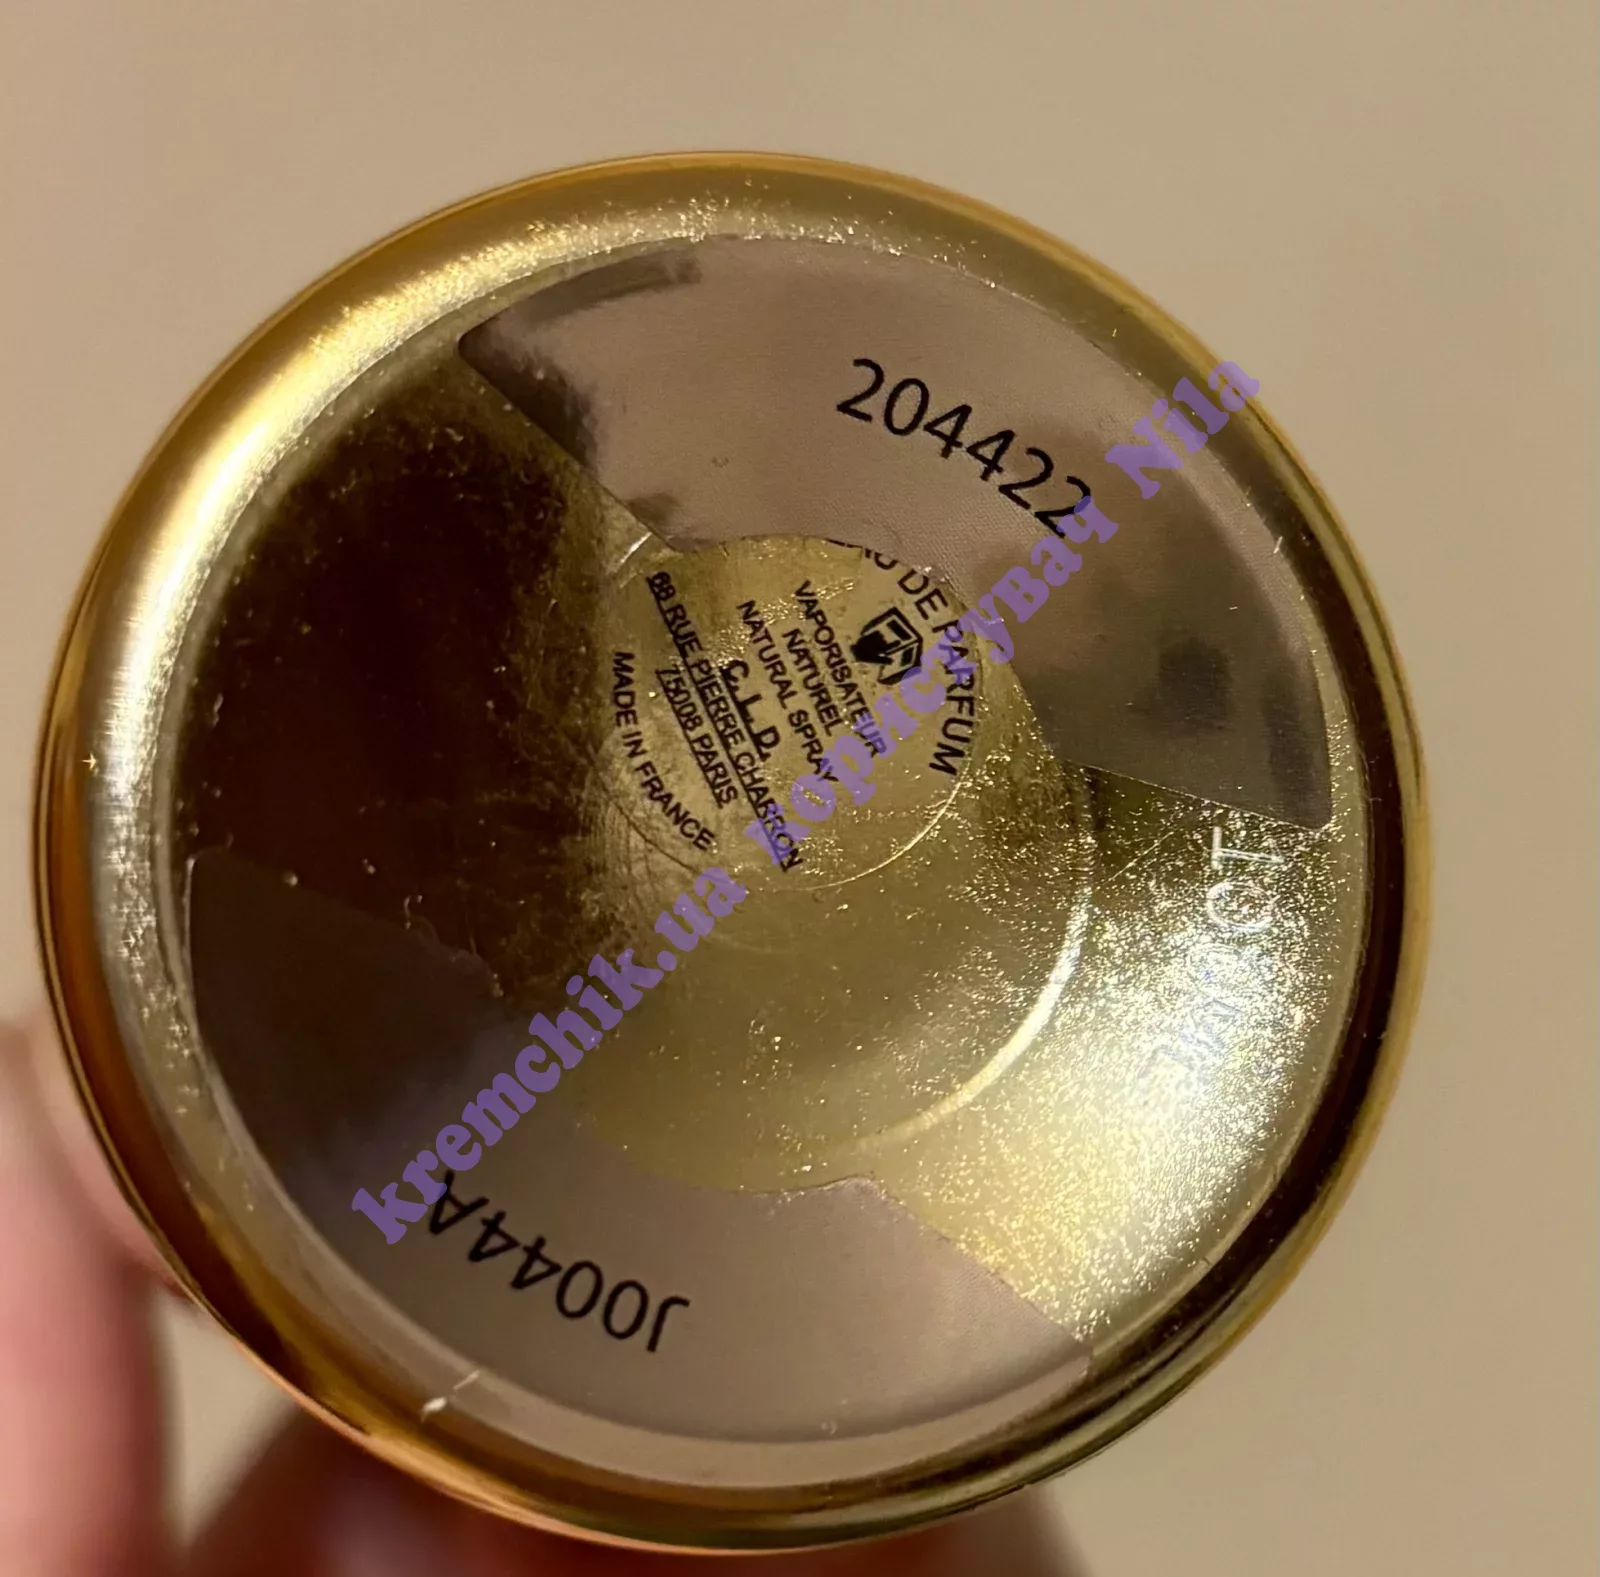 204422
EAU DE PARFUM
VAPORISATEUR
NATUREL
NATURAL SPRAY
C.L.D.
68 RUE PIERRE CHARRON
75008 PARIS
MADE IN FRANCE
J0044A
kremchik.ua користувач Nila